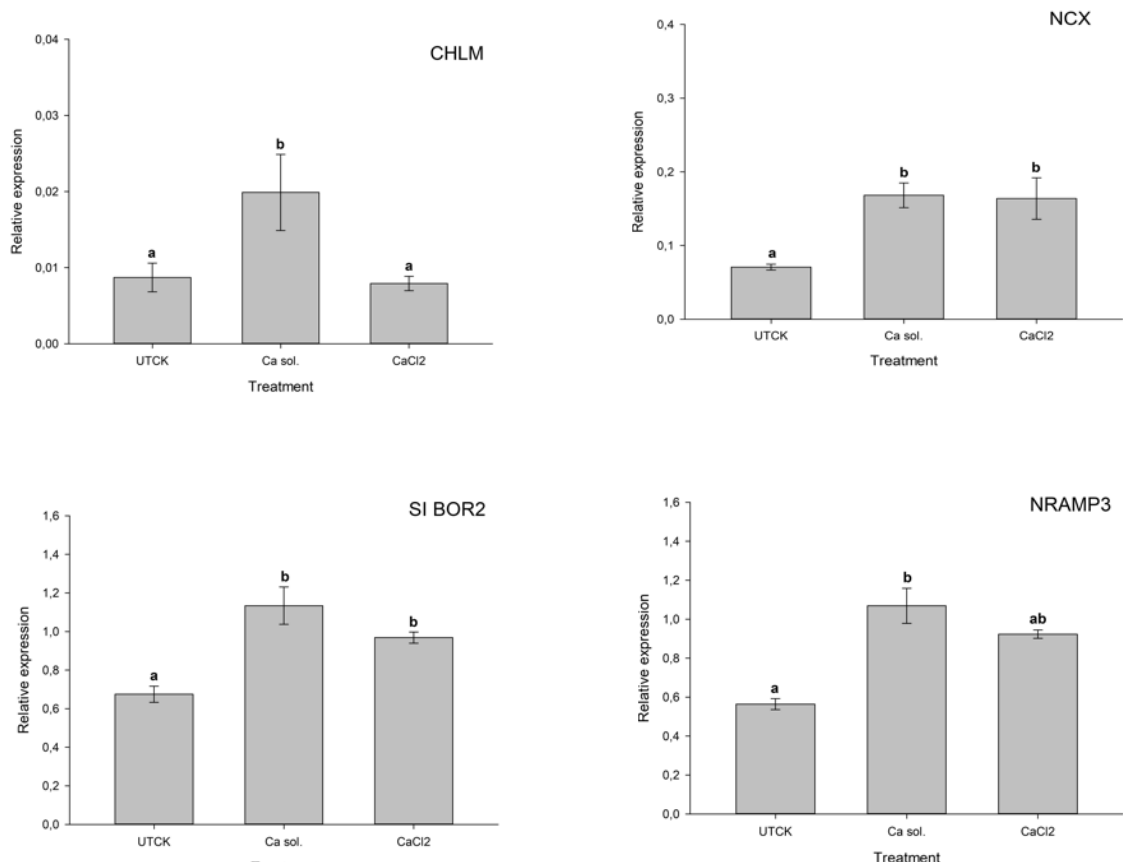 CHLM
0,04
0,03
0,02
0,01
0,00
Relative expression
a
b
a
UTCK
Ca sol.
CaCl2
Treatment
NCX
0,4
0,3
0,2
0,1
0,0
Relative expression
a
b
b
UTCK
Ca sol.
CaCl2
Treatment
SI BOR2
1,6
1,4
1,2
1,0
0,8
0,6
0,4
0,2
0,0
Relative expression
a
b
b
UTCK
Ca sol.
CaCl2
NRAMP3
1,6
1,4
1,2
1,0
0,8
0,6
0,4
0,2
0,0
Relative expression
a
b
ab
UTCK
Ca sol.
CaCl2
Treatment